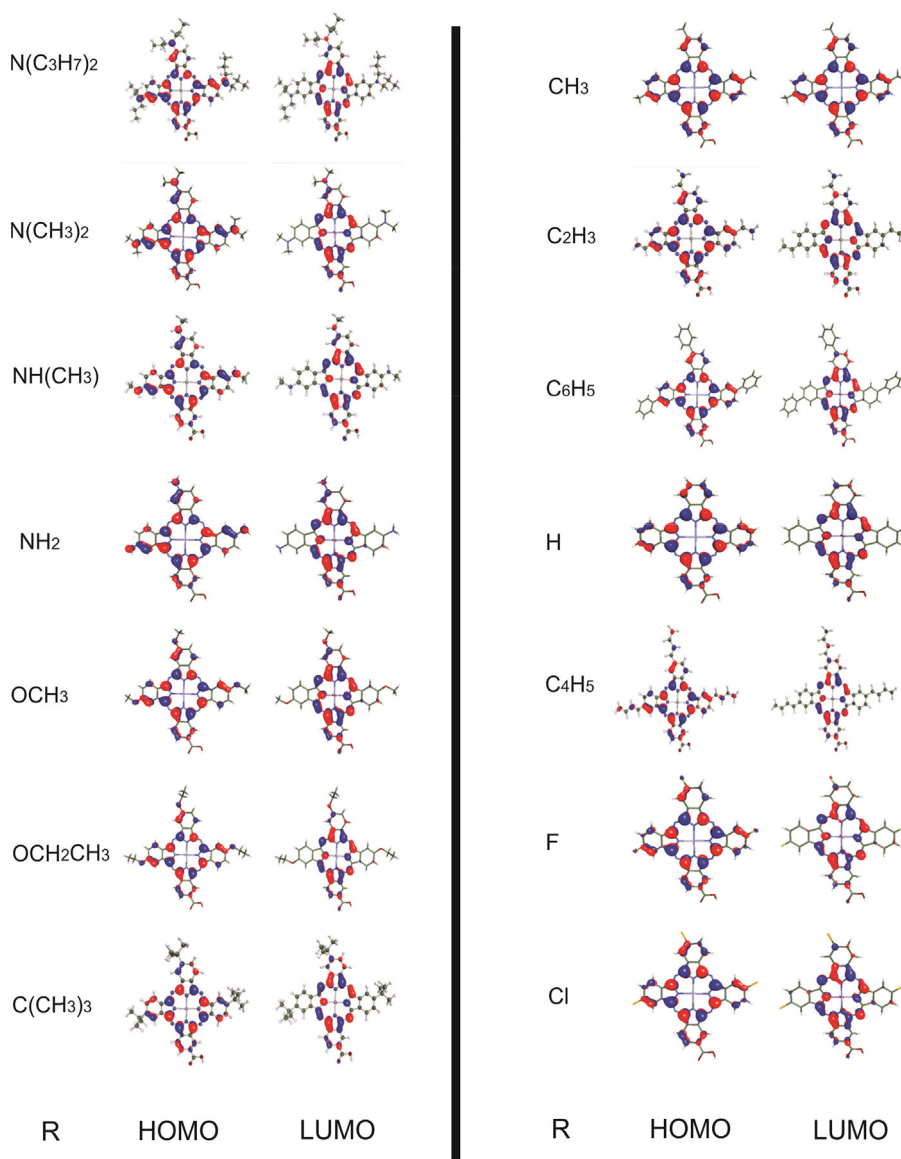 N(C3H7)2
N(CH3)2
NH(CH3)
NH2
OCH3
OCH2CH3
C(CH3)3
R HOMO LUMO
CH3
C2H3
C6H5
H
C4H5
F
Cl
R HOMO LUMO